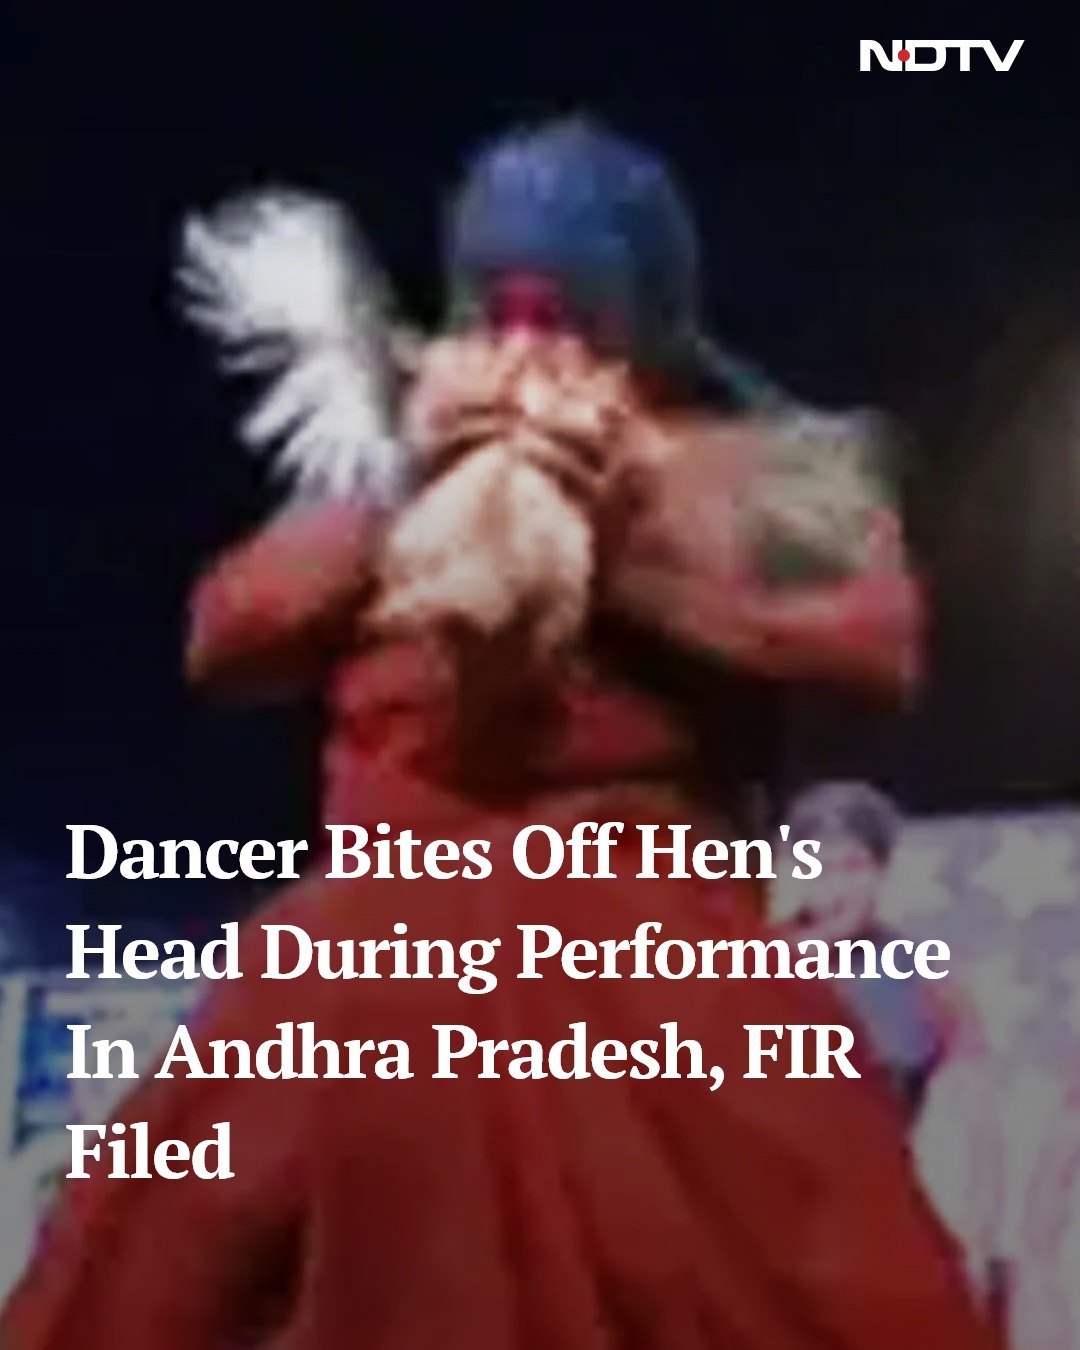 NDTV
Dancer Bites Off Hen's
Head During Performance
In Andhra Pradesh, FIR
Filed